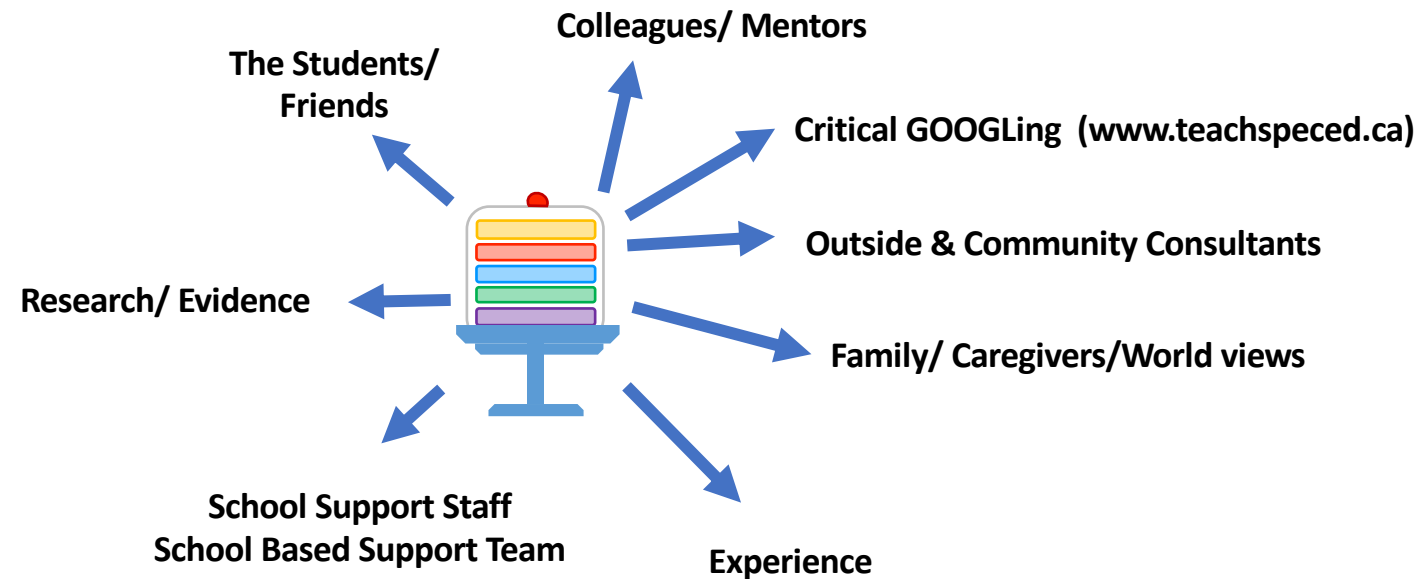 Colleagues/ Mentors
The Students/
Friends
Critical GOOGLing (www.teachspeced.ca)
Outside & Community Consultants
Research/ Evidence
Family/ Caregivers/World views
School Support Staff
School Based Support Team
Experience